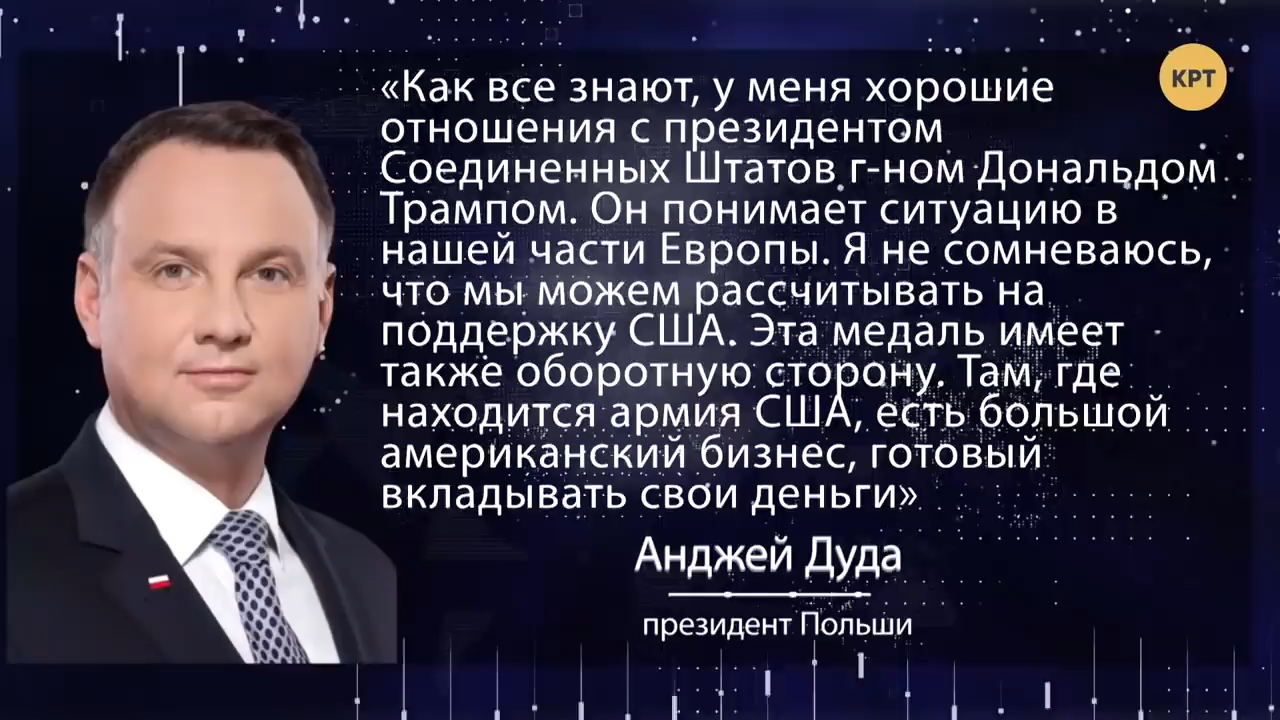 КРТ
«Как все знают, у меня хорошие
отношения с президентом
Соединенных Штатов г-ном Дональдом
Трампом. Он понимает ситуацию в
нашей части Европы. Я не сомневаюсь,
что мы можем рассчитывать на
поддержку США. Эта медаль имеет
также оборотную сторону. Там, где
находится армия США, есть большой
американский бизнес, готовый
вкладывать свои деньги»
Анджей Дуда
президент Польши